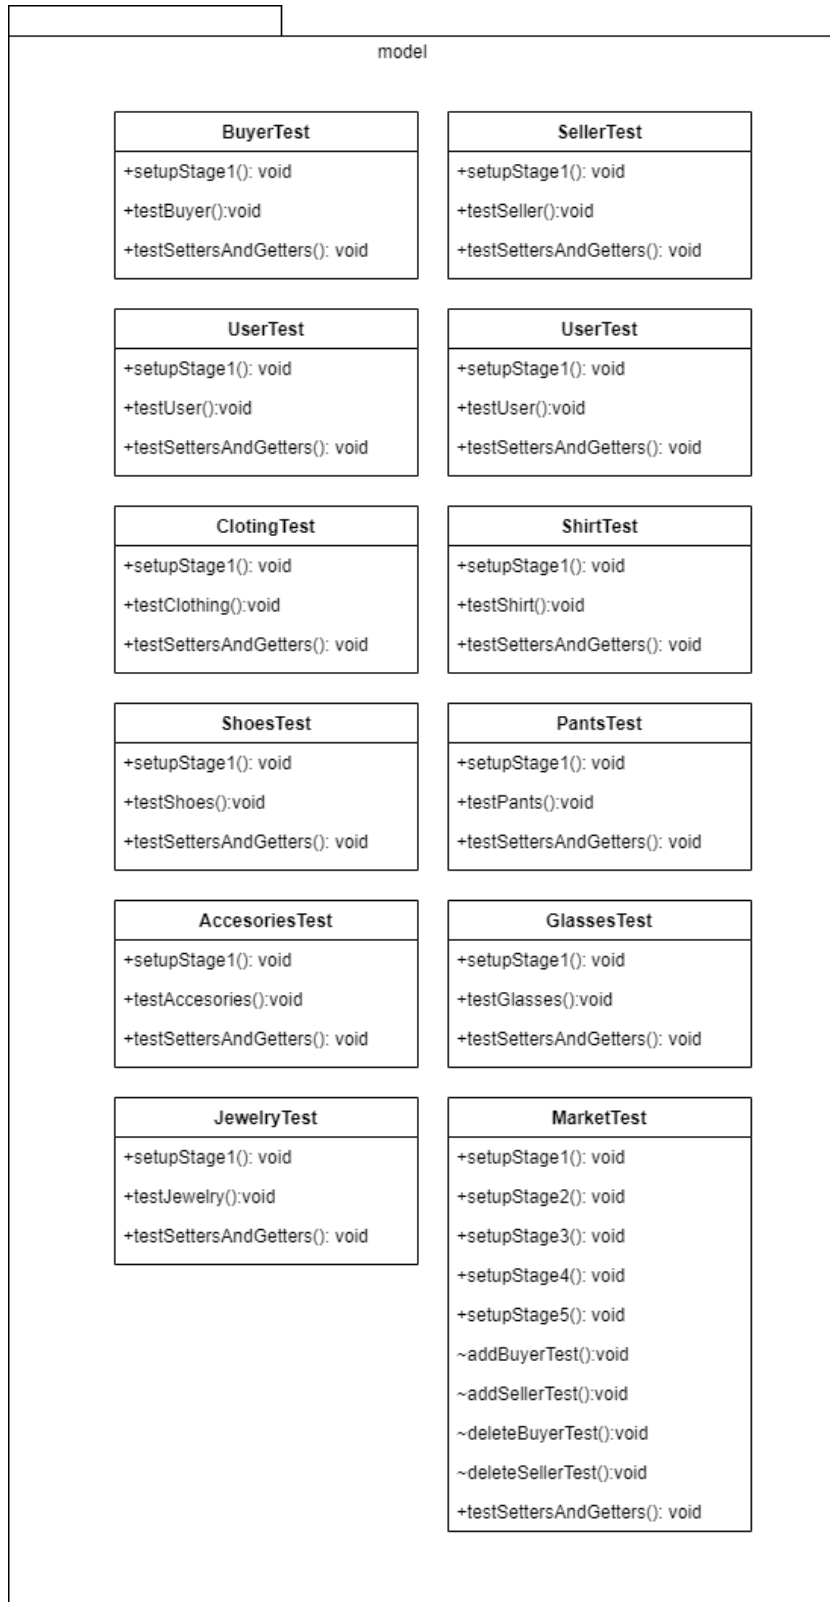 model
BuyerTest
+setupStage1(): void
+testBuyer():void
+testSettersAndGetters(): void
SellerTest
+setupStage1(): void
+testSeller():void
+testSettersAndGetters(): void
UserTest
+setupStage1(): void
+testUser():void
+testSettersAndGetters(): void
UserTest
+setupStage1(): void
+testUser():void
+testSettersAndGetters(): void
ClotingTest
+setupStage1(): void
+testClothing():void
+testSettersAndGetters(): void
ShirtTest
+setupStage1(): void
+testShirt():void
+testSettersAndGetters(): void
ShoesTest
+setupStage1(): void
+testShoes():void
+testSettersAndGetters(): void
PantsTest
+setupStage1(): void
+testPants():void
+testSettersAndGetters(): void
AccesoriesTest
+setupStage1(): void
+testAccesories():void
+testSettersAndGetters(): void
GlassesTest
+setupStage1(): void
+testGlasses():void
+testSettersAndGetters(): void
JewelryTest
+setupStage1(): void
+testJewelry():void
+testSettersAndGetters(): void
MarketTest
+setupStage1(): void
+setupStage2(): void
+setupStage3(): void
+setupStage4(): void
+setupStage5(): void
~addBuyerTest():void
~addSellerTest():void
~deleteBuyerTest():void
~deleteSellerTest():void
+testSettersAndGetters(): void